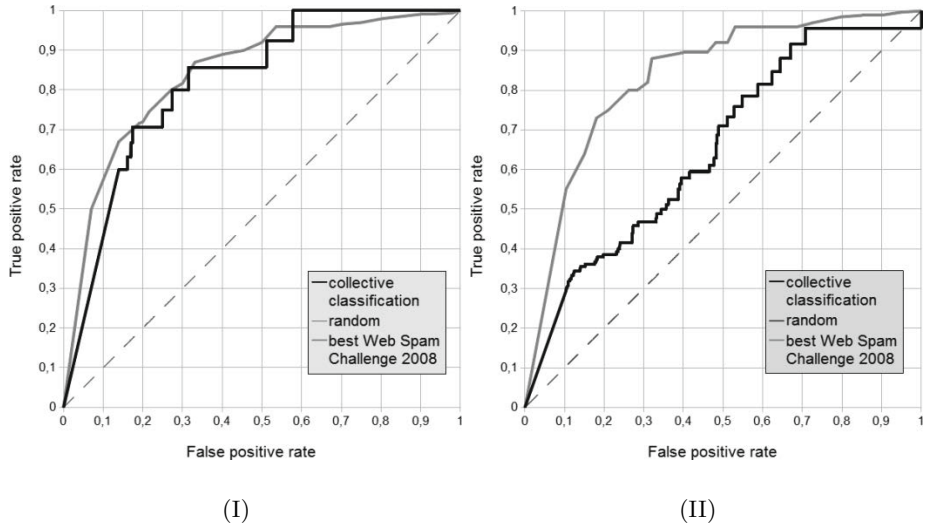 1
0,9
0,8
0,7
0,6
0,5
0,4
0,3
0,2
0,1
0
True positive rate
0 0,1 0,2 0,3 0,4 0,5 0,6 0,7 0,8 0,9 1
False positive rate
collective
classification
random
best Web Spam
Challenge 2008
(I)
1
0,9
0,8
0,7
0,6
0,5
0,4
0,3
0,2
0,1
0
True positive rate
0 0,1 0,2 0,3 0,4 0,5 0,6 0,7 0,8 0,9 1
False positive rate
collective
classification
random
best Web Spam
Challenge 2008
(II)